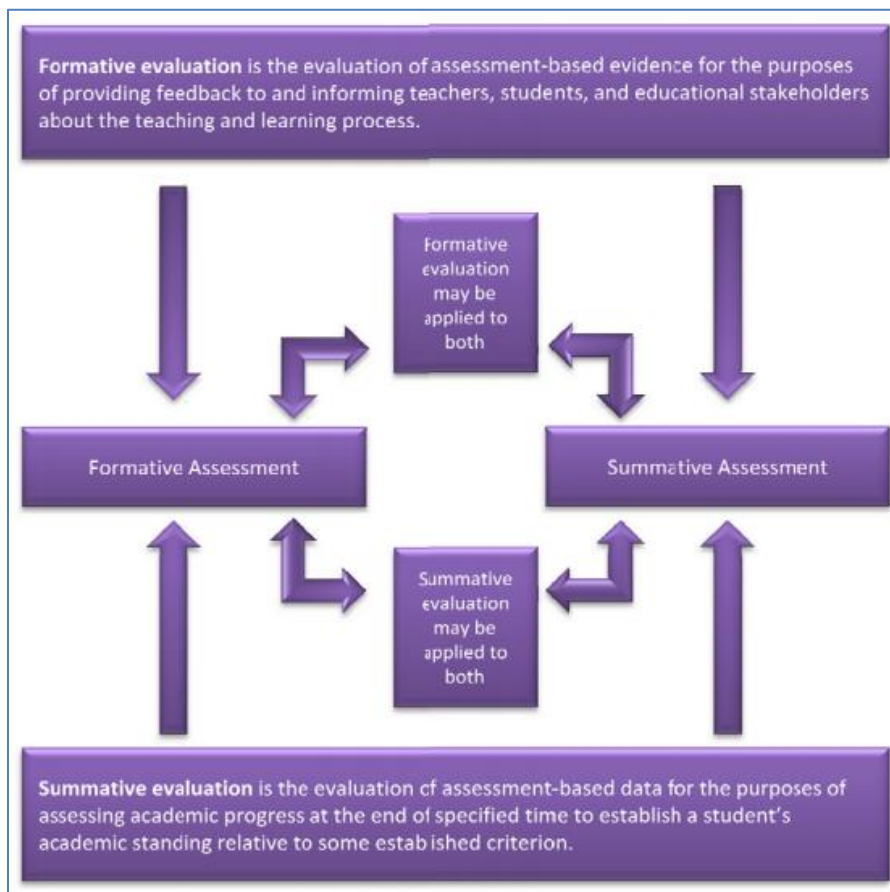 Formative evaluation is the evaluation of assessment-based evidence for the purposes
of providing feedback to and informing teachers, students, and educational stakeholders
about the teaching and learning process.
Formative
evaluation
may be
applied to
both
Formative Assessment
Summative Assessment
Summative
evaluation
may be
applied to
both
Summative evaluation is the evaluation of assessment-based data for the purposes of
assessing academic progress at the end of specified time to establish a student's
academic standing relative to some established criterion.